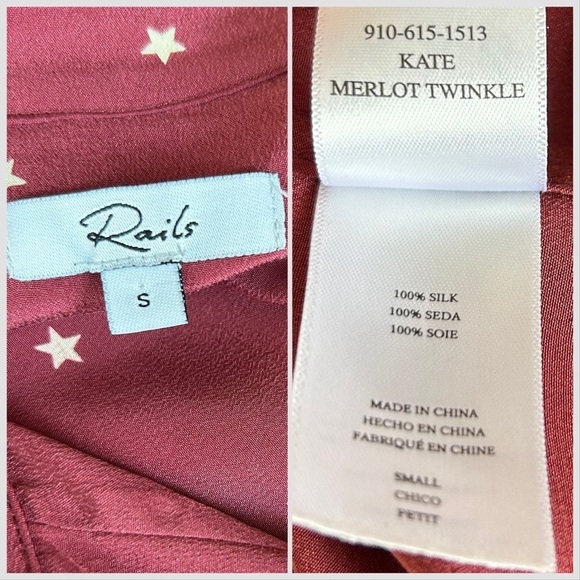 Rails
S
910-615-1513
KATE
MERLOT TWINKLE
100% SILK
100% SEDA
100% SOIE
MADE IN CHINA
HECHO EN CHINA
FABRIQUÉ EN CHINE
SMALL
CHICO
PETIT